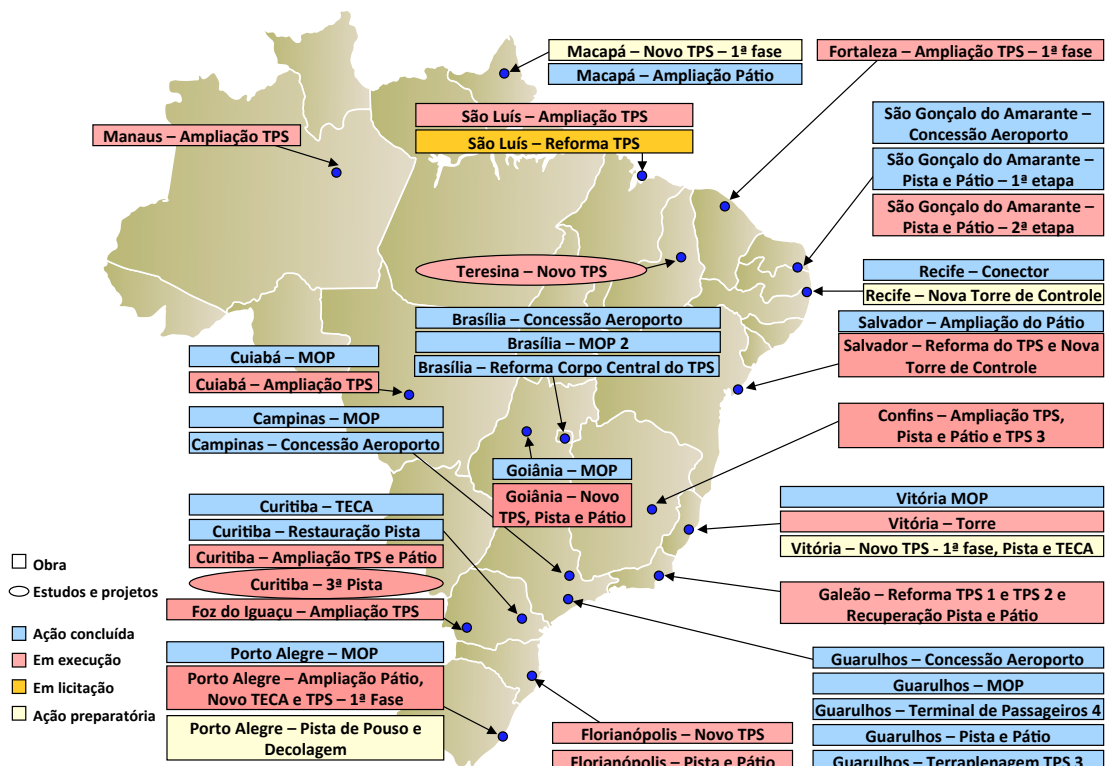 Macapá – Novo TPS – 1ª fase
Macapá – Ampliação Pátio
Fortaleza – Ampliação TPS – 1ª fase
São Luís – Ampliação TPS
São Luís – Reforma TPS
Manaus – Ampliação TPS
São Gonçalo do Amarante –
Concessão Aeroporto
São Gonçalo do Amarante –
Pista e Pátio – 1ª etapa
São Gonçalo do Amarante –
Pista e Pátio – 2ª etapa
Teresina – Novo TPS
Recife – Conector
Recife – Nova Torre de Controle
Brasília – Concessão Aeroporto
Brasília – MOP 2
Brasília – Reforma Corpo Central do TPS
Salvador – Ampliação do Pátio
Salvador – Reforma do TPS e Nova
Torre de Controle
Cuiabá – MOP
Cuiabá – Ampliação TPS
Campinas – MOP
Campinas – Concessão Aeroporto
Confins – Ampliação TPS,
Pista e Pátio e TPS 3
Goiânia – MOP
Goiânia – Novo
TPS, Pista e Pátio
Curitiba – TECA
Curitiba – Restauração Pista
Curitiba – Ampliação TPS e Pátio
Curitiba – 3ª Pista
Foz do Iguaçu – Ampliação TPS
Vitória MOP
Vitória – Torre
Vitória – Novo TPS - 1ª fase, Pista e TECA
Galeão – Reforma TPS 1 e TPS 2 e
Recuperação Pista e Pátio
Obra
Estudos e projetos
Ação concluída
Em execução
Em licitação
Ação preparatória
Porto Alegre – MOP
Porto Alegre – Ampliação Pátio,
Novo TECA e TPS – 1ª Fase
Porto Alegre – Pista de Pouso e
Decolagem
Florianópolis – Novo TPS
Florianópolis – Pista e Pátio
Guarulhos – Concessão Aeroporto
Guarulhos – MOP
Guarulhos – Terminal de Passageiros 4
Guarulhos – Pista e Pátio
Guarulhos – Terraplenagem TPS 3